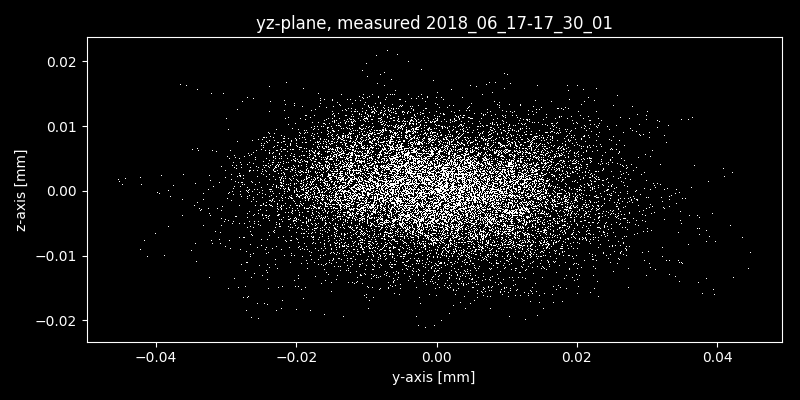 yz-plane, measured 2018_06_17-17_30_01
0.02
0.01
0.00
−0.01
−0.02
z-axis [mm]
−0.04 −0.02 0.00 0.02 0.04
y-axis [mm]